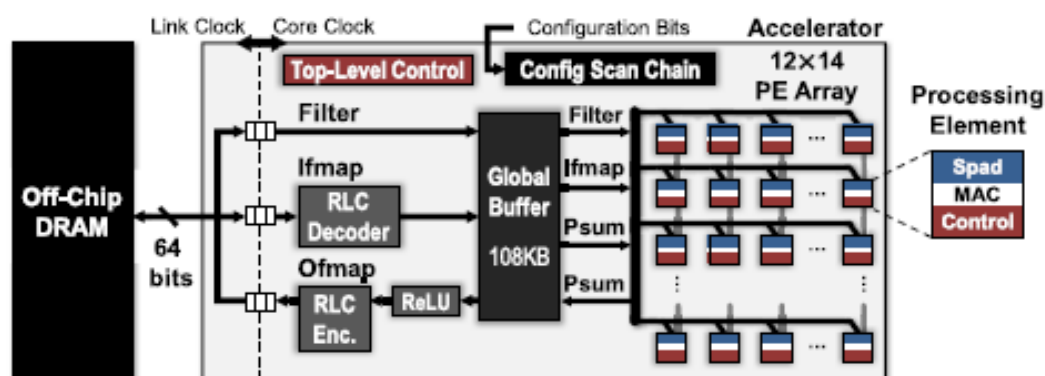 Link Clock
Core Clock
Configuration Bits
Accelerator
Top-Level Control
Config Scan Chain
12×14
PE Array
Processing
Element
Filter
Filter
Ifmap
Ifmap
RLC
Decoder
Global
Buffer
108KB
Psum
Psum
Off-Chip
DRAM
64
bits
Ofmap
RLC
Enc.
ReLU
Spad
MAC
Control
...
...
...
...
...
...